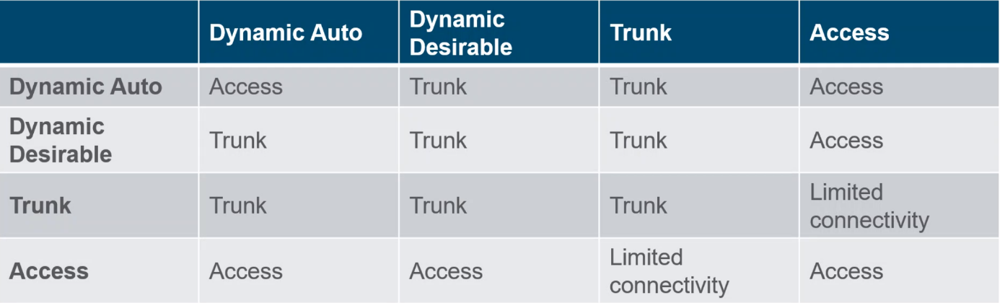 Dynamic Auto Dynamic Desirable Trunk Access
Dynamic Auto Access Trunk Trunk Access
Dynamic Desirable Trunk Trunk Trunk Access
Trunk Trunk Trunk Trunk Limited connectivity
Access Access Access Limited connectivity Access